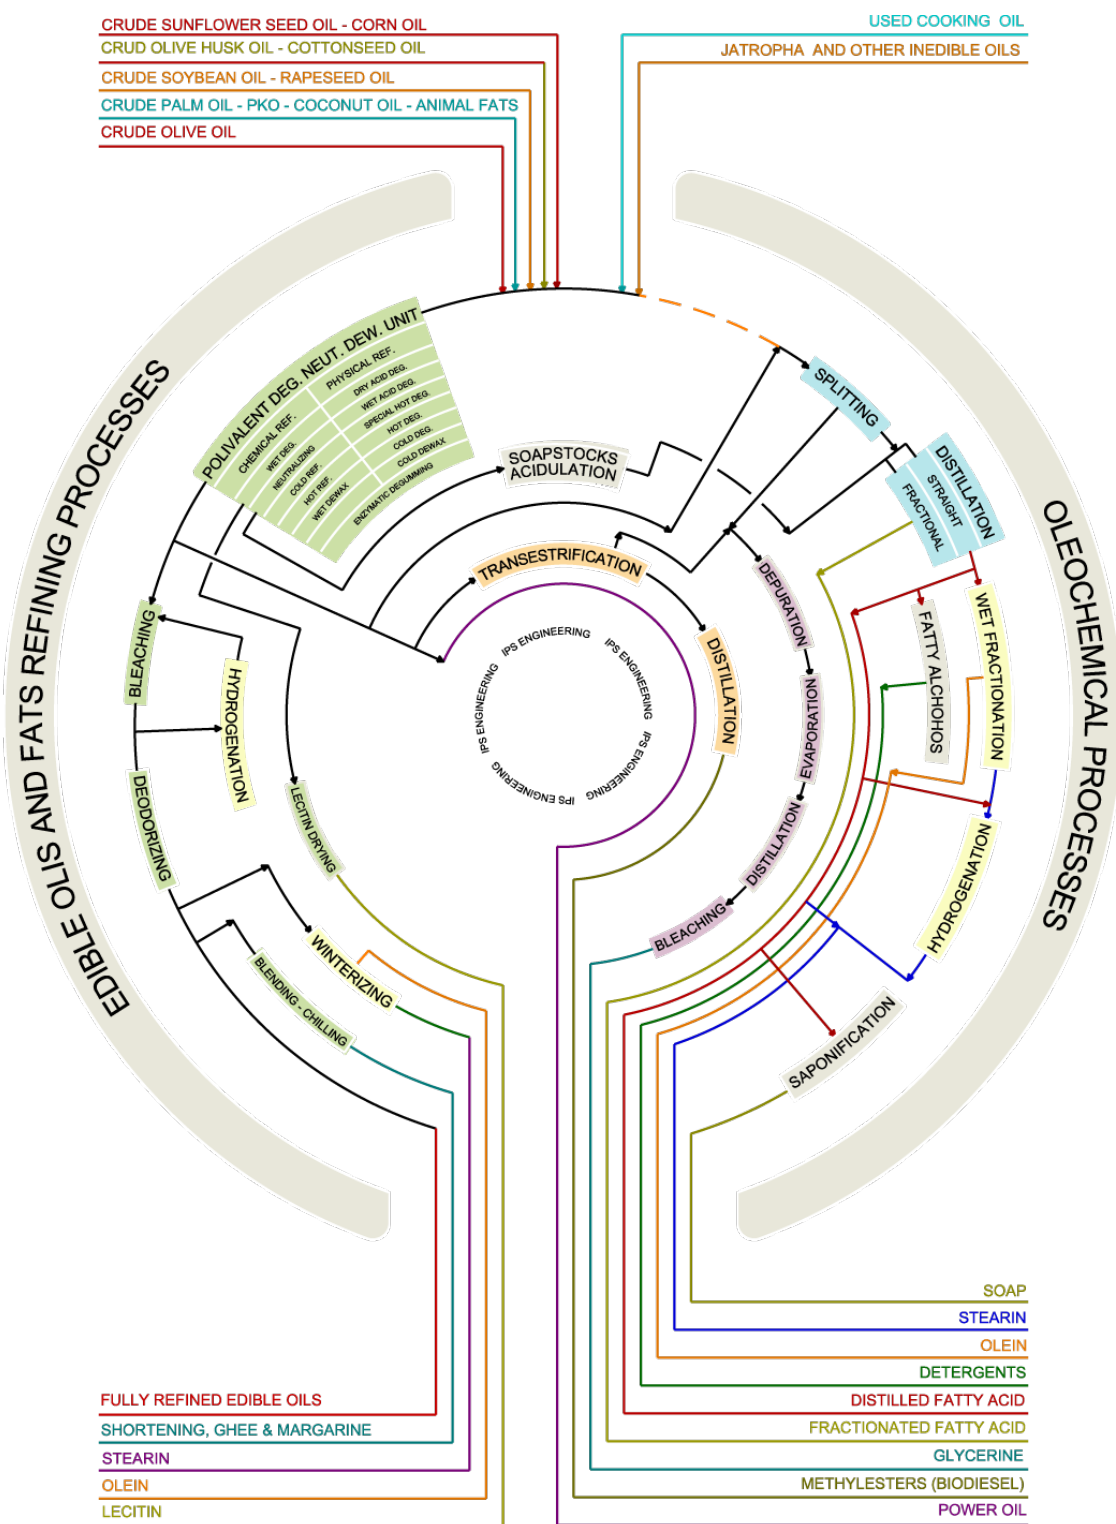 CRUDE SUNFLOWER SEED OIL - CORN OIL
CRUD OLIVE HUSK OIL - COTTONSEED OIL
CRUDE SOYBEAN OIL - RAPESEED OIL
CRUDE PALM OIL - PKO - COCONUT OIL - ANIMAL FATS
CRUDE OLIVE OIL
USED COOKING OIL
JATROPHA AND OTHER INEDIBLE OILS
EDIBLE OLIS AND FATS REFINING PROCESSES
OLEOCHEMICAL PROCESSES
POLIVALENT DEG. NEUT. DEW. UNIT
CHEMICAL REF.
WET DEG.
NEUTRALIZING
COLD REF.
HOT REF.
WET DEWAX
PHYSICAL REF.
DRY ACID DEG.
WET ACID DEG.
SPECIAL HOT DEG.
HOT DEG.
COLD DEG.
COLD DEWAX
ENZYMATIC DEGUMMING
SOAPSTOCKS
ACIDULATION
TRANSESTRIFICATION
DISTILLATION
SPLITTING
DISTILLATION
STRAIGHT
FRACTIONAL
DEPURATION
EVAPORATION
DISTILLATION
BLEACHING
WET FRACTIONATION
FATTY ALCHOHOS
HYDROGENATION
SAPONIFICATION
BLEACHING
HYDROGENATION
DEODORIZING
LECITIN DRYING
WINTERIZING
BLENDING - CHILLING
IPS ENGINEERING
IPS ENGINEERING
IPS ENGINEERING
IPS ENGINEERING
IPS ENGINEERING
IPS ENGINEERING
FULLY REFINED EDIBLE OILS
SHORTENING, GHEE & MARGARINE
STEARIN
OLEIN
LECITIN
SOAP
STEARIN
OLEIN
DETERGENTS
DISTILLED FATTY ACID
FRACTIONATED FATTY ACID
GLYCERINE
METHYLESTERS (BIODIESEL)
POWER OIL